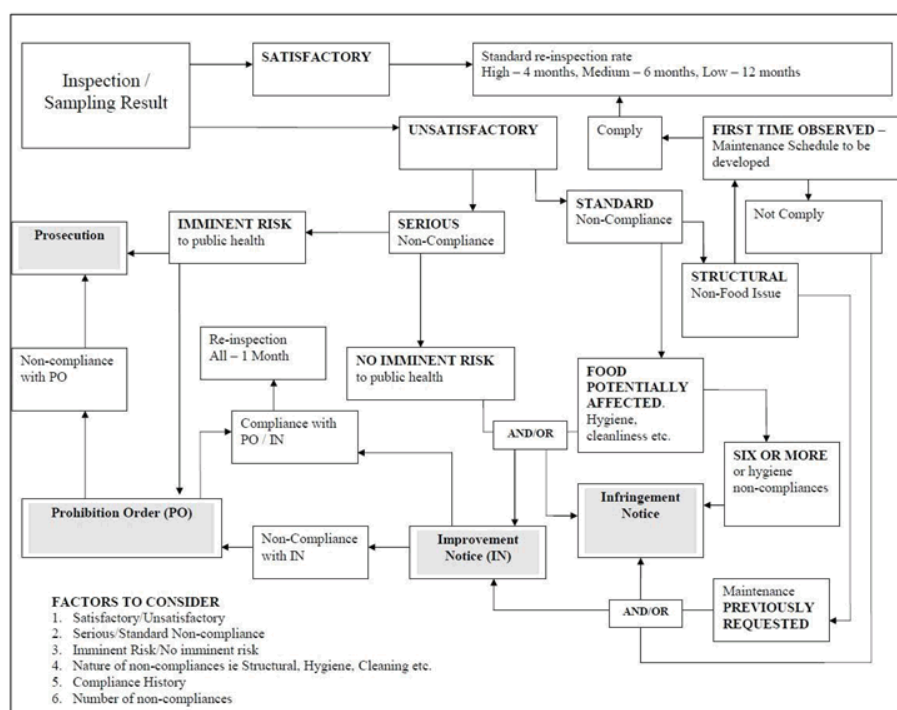 Inspection /
Sampling Result
SATISFACTORY
Standard re-inspection rate
High – 4 months, Medium – 6 months, Low – 12 months
UNSATISFACTORY
Comply
FIRST TIME OBSERVED –
Maintenance Schedule to be
developed
Not Comply
IMMINENT RISK
to public health
SERIOUS
Non-Compliance
STANDARD
Non-Compliance
Prosecution
STRUCTURAL
Non-Food Issue
Re-inspection
All – 1 Month
Non-compliance
with PO
NO IMMINENT RISK
to public health
FOOD
POTENTIALLY
AFFECTED.
Hygiene,
cleanliness etc.
Compliance with
PO / IN
AND/OR
SIX OR MORE
or hygiene
non-compliances
Prohibition Order (PO)
Non-Compliance
with IN
Improvement
Notice (IN)
Infringement
Notice
AND/OR
Maintenance
PREVIOUSLY
REQUESTED
FACTORS TO CONSIDER
1. Satisfactory/Unsatisfactory
2. Serious/Standard Non-compliance
3. Imminent Risk/No imminent risk
4. Nature of non-compliances ie Structural, Hygiene, Cleaning etc.
5. Compliance History
6. Number of non-compliances